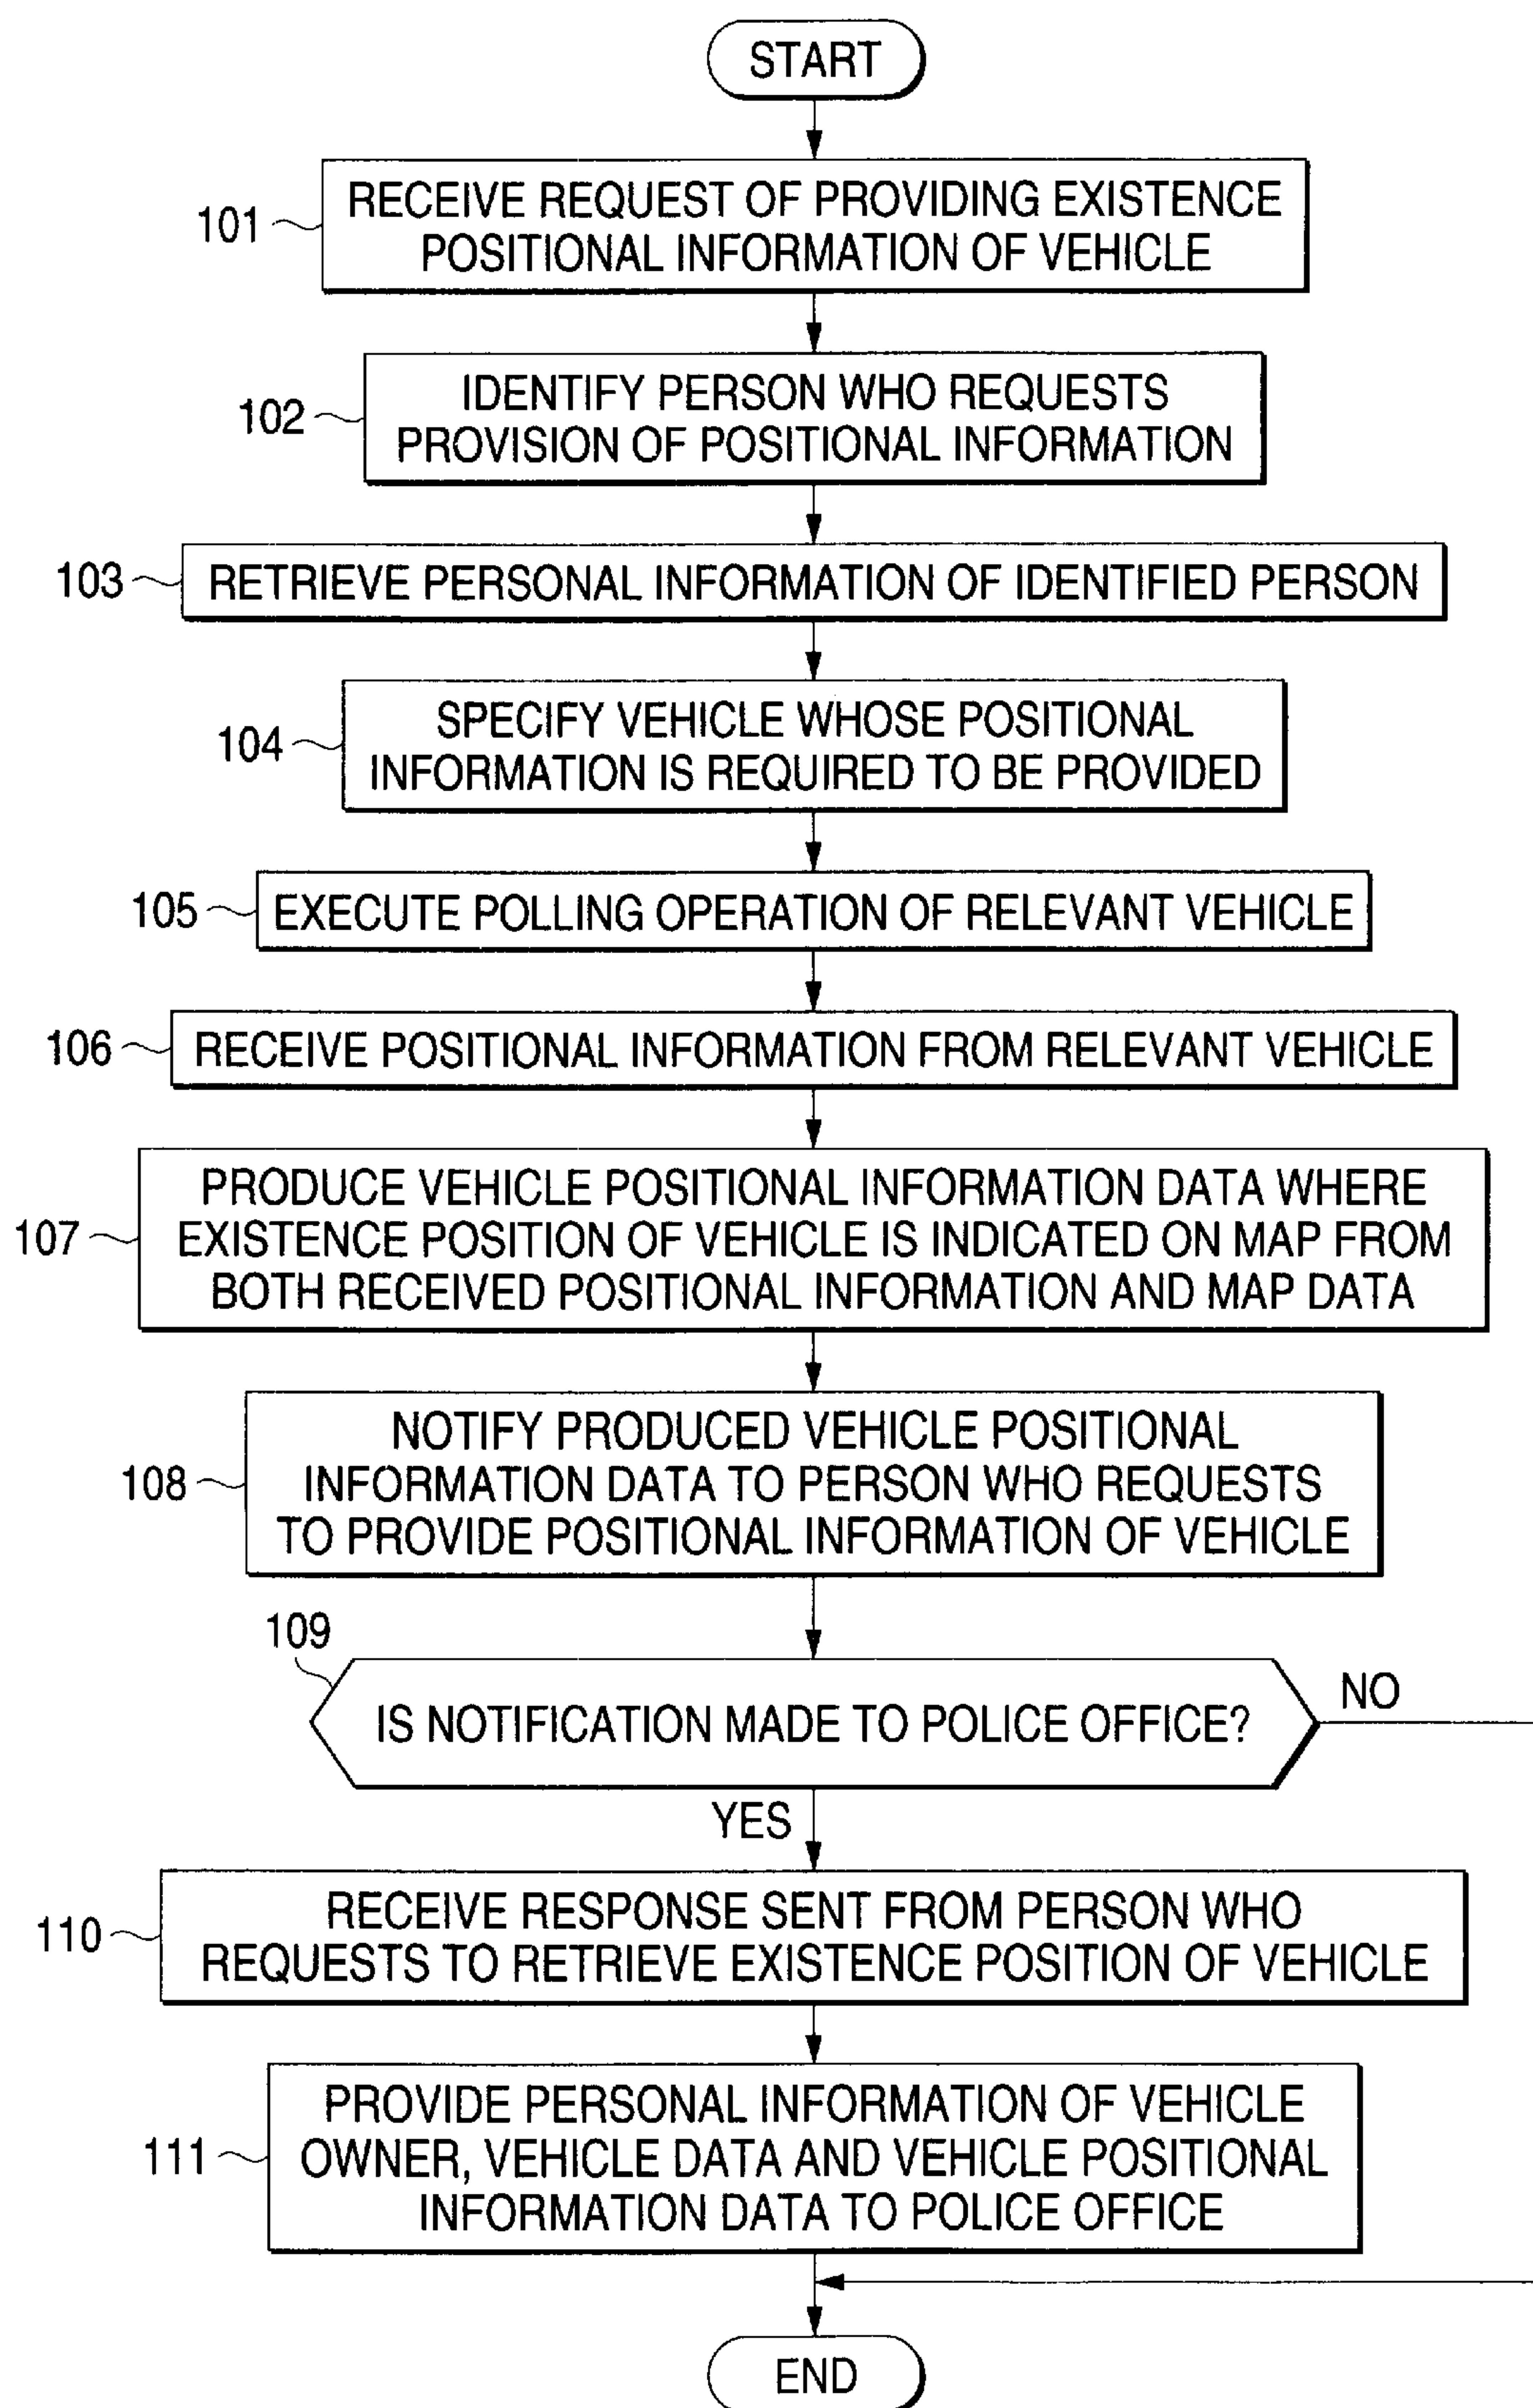 START
101
RECEIVE REQUEST OF PROVIDING EXISTENCE
POSITIONAL INFORMATION OF VEHICLE
102
IDENTIFY PERSON WHO REQUESTS
PROVISION OF POSITIONAL INFORMATION
103
RETRIEVE PERSONAL INFORMATION OF IDENTIFIED PERSON
104
SPECIFY VEHICLE WHOSE POSITIONAL
INFORMATION IS REQUIRED TO BE PROVIDED
105
EXECUTE POLLING OPERATION OF RELEVANT VEHICLE
106
RECEIVE POSITIONAL INFORMATION FROM RELEVANT VEHICLE
107
PRODUCE VEHICLE POSITIONAL INFORMATION DATA WHERE
EXISTENCE POSITION OF VEHICLE IS INDICATED ON MAP FROM
BOTH RECEIVED POSITIONAL INFORMATION AND MAP DATA
108
NOTIFY PRODUCED VEHICLE POSITIONAL
INFORMATION DATA TO PERSON WHO REQUESTS
TO PROVIDE POSITIONAL INFORMATION OF VEHICLE
109
IS NOTIFICATION MADE TO POLICE OFFICE?
NO
YES
110
RECEIVE RESPONSE SENT FROM PERSON WHO
REQUESTS TO RETRIEVE EXISTENCE POSITION OF VEHICLE
111
PROVIDE PERSONAL INFORMATION OF VEHICLE
OWNER, VEHICLE DATA AND VEHICLE POSITIONAL
INFORMATION DATA TO POLICE OFFICE
END